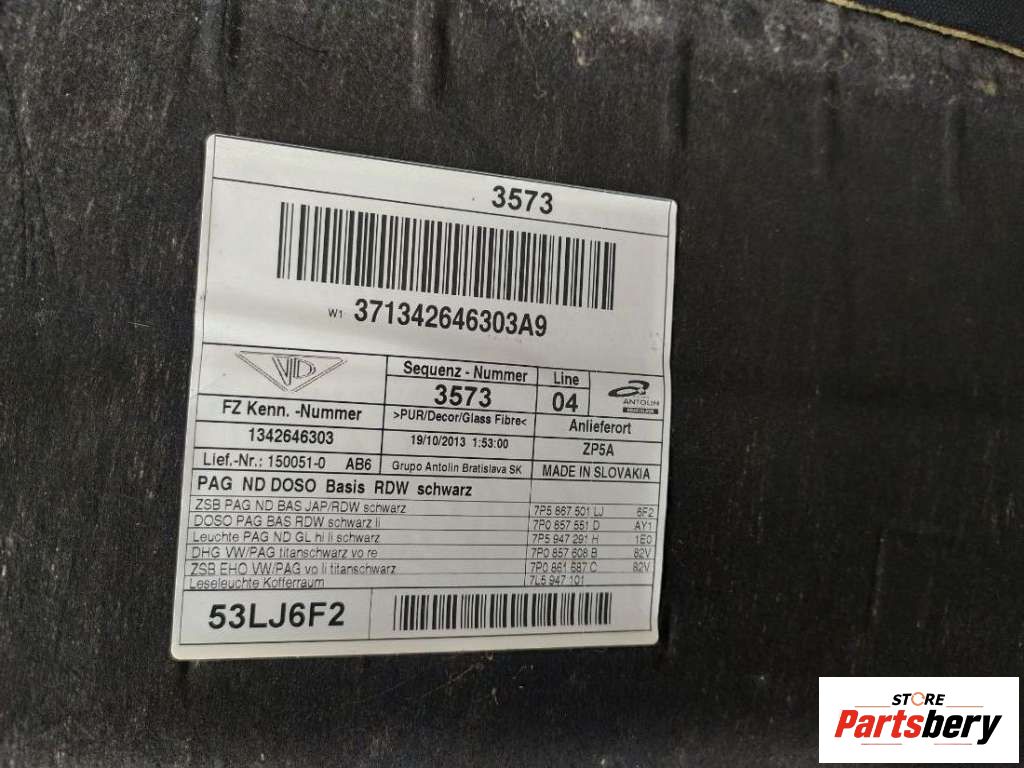 3573
W1 371342646303A9
VID
Sequenz - Nummer
3573
Line
04
ANTOLIN
FZ Kenn. -Nummer
1342646303
>PUR/Decor/Glass Fibre<
19/10/2013 1:53:00
Anlieferort
ZP5A
Lief.-Nr.: 150051-0 AB6
Grupo Antolin Bratislava SK
MADE IN SLOVAKIA
PAG ND DOSO Basis RDW schwarz
ZSB PAG ND BAS JAP/RDW schwarz 7P5 867 501 LJ 6F2
DOSO PAG BAS RDW schwarz li 7P0 857 551 D AY1
Leuchte PAG ND GL hi li schwarz 7P5 947 291 H 1E0
DHG VW/PAG titanschwarz vo re 7P0 857 608 B 82V
ZSB EHO VW/PAG vo li titanschwarz 7P0 861 687 C 82V
Leseleuchte Kofferraum 7L5 947 101
53LJ6F2
STORE
Partsbery